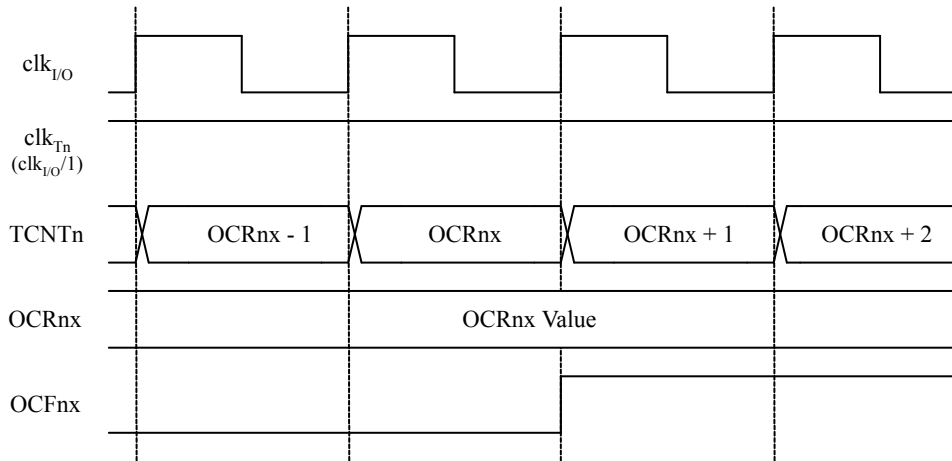 clkI/O
clkTn
(clkI/O/1)
TCNTn OCRnx - 1 OCRnx OCRnx + 1 OCRnx + 2
OCRnx OCRnx Value
OCFnx